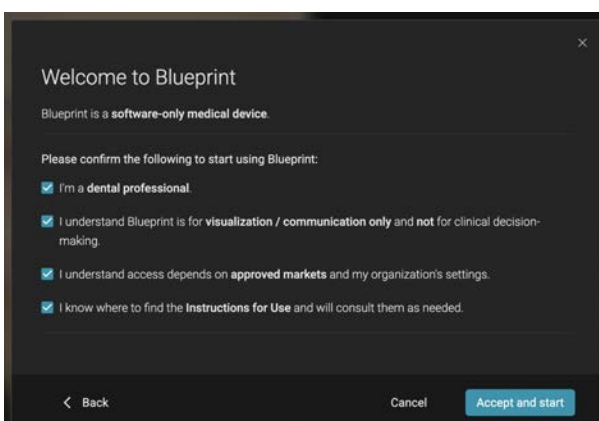 Welcome to Blueprint
Blueprint is a software-only medical device.
Please confirm the following to start using Blueprint:
I'm a dental professional.
I understand Blueprint is for visualization / communication only and not for clinical decision-
making.
I understand access depends on approved markets and my organization's settings.
I know where to find the Instructions for Use and will consult them as needed.
Back
Cancel
Accept and start